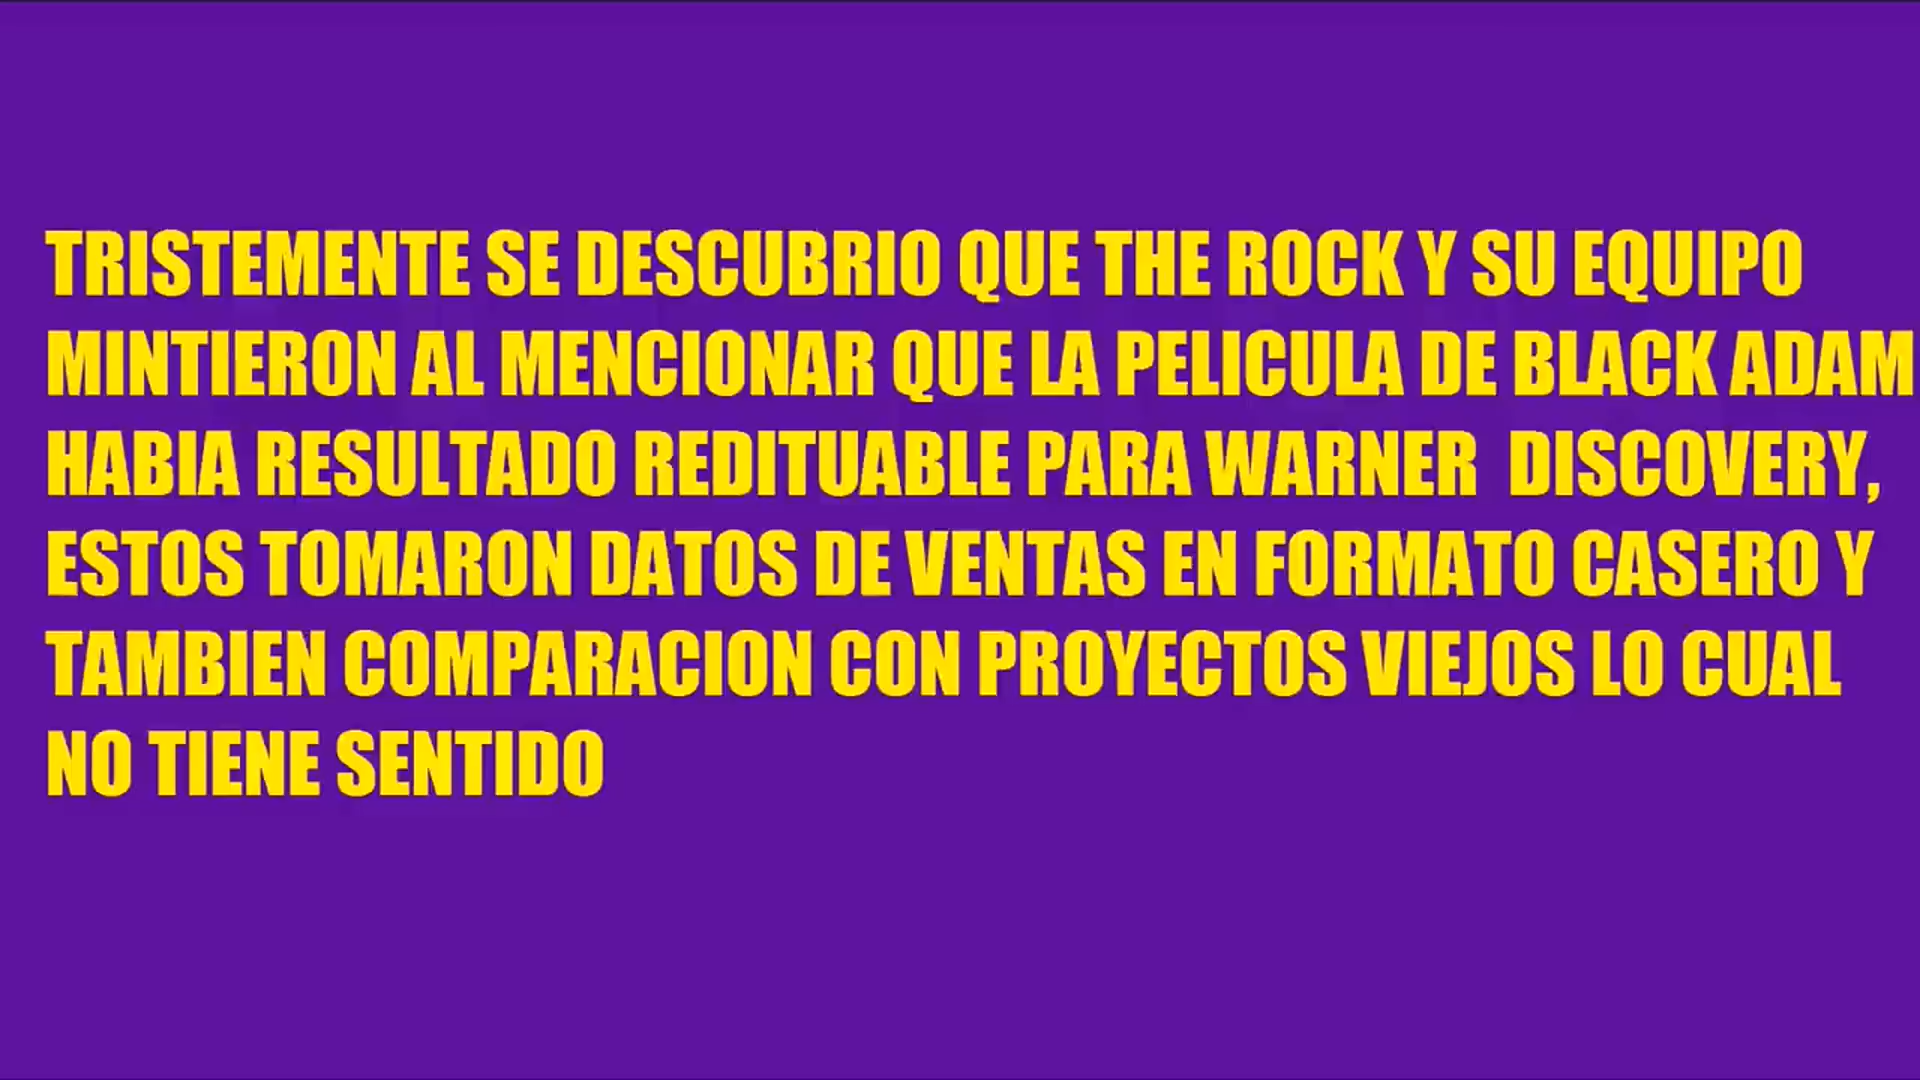 TRISTEMENTE SE DESCUBRIO QUE THE ROCK Y SU EQUIPO
MINTIERON AL MENCIONAR QUE LA PELICULA DE BLACK ADAM
HABIA RESULTADO REDITUABLE PARA WARNER  DISCOVERY,
ESTOS TOMARON DATOS DE VENTAS EN FORMATO CASERO Y
TAMBIEN COMPARACION CON PROYECTOS VIEJOS LO CUAL
NO TIENE SENTIDO